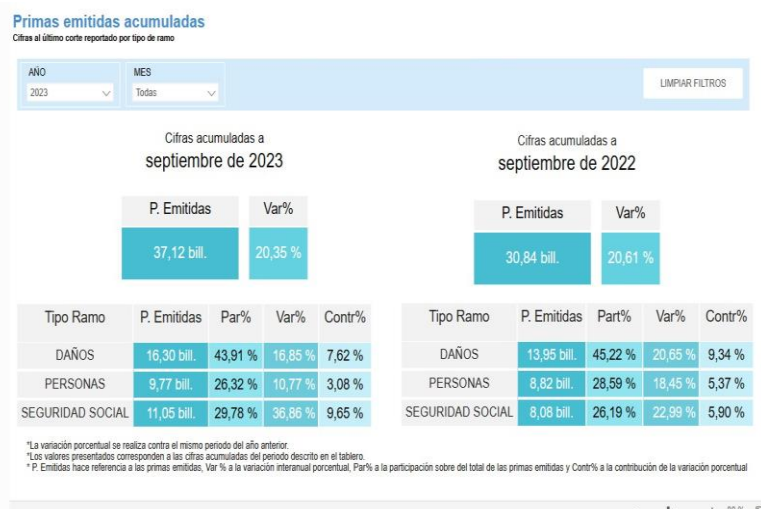 Primas emitidas acumuladas
Cifras al último corte reportado por tipo de ramo
AÑO MES
2023 Todas LIMPIAR FILTROS
Cifras acumuladas a Cifras acumuladas a
septiembre de 2023 septiembre de 2022
P. Emitidas Var% P. Emitidas Var%
37,12 bill. 20,35 % 30,84 bill. 20,61 %
Tipo Ramo P. Emitidas Par% Var% Contr% Tipo Ramo P. Emitidas Part% Var% Contr%
DAÑOS 16,30 bill. 43,91 % 16,85 % 7,62 % DAÑOS 13,95 bill. 45,22 % 20,65 % 9,34 %
PERSONAS 9,77 bill. 26,32 % 10,77 % 3,08 % PERSONAS 8,82 bill. 28,59 % 18,45 % 5,37 %
SEGURIDAD SOCIAL 11,05 bill. 29,78 % 36,86 % 9,65 % SEGURIDAD SOCIAL 8,08 bill. 26,19 % 22,99 % 5,90 %
*La variación porcentual se realiza contra el mismo periodo del año anterior.
*Los valores presentados corresponden a las cifras acumuladas del periodo descrito en el tablero.
* P. Emitidas hace referencia a las primas emitidas, Var % a la variación interanual porcentual, Par% a la participación sobre del total de las primas emitidas y Contr% a la contribución de la variación porcentual